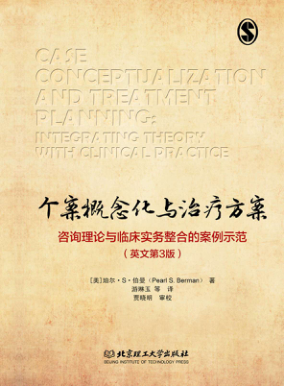 S
CASE
CONCEPTUALIZATION
AND TREATMENT
PLANNING:
INTEGRATING THEORY
WITH CLINICAL PRACTICE
个案概念化与治疗方案
咨询理论与临床实务整合的案例示范
（英文第3版）
[美]珀尔·S·伯曼（Pearl S. Berman） 著
游琳玉 等 译
贾晓明 审校
北京理工大学出版社
BEIJING INSTITUTE OF TECHNOLOGY PRESS